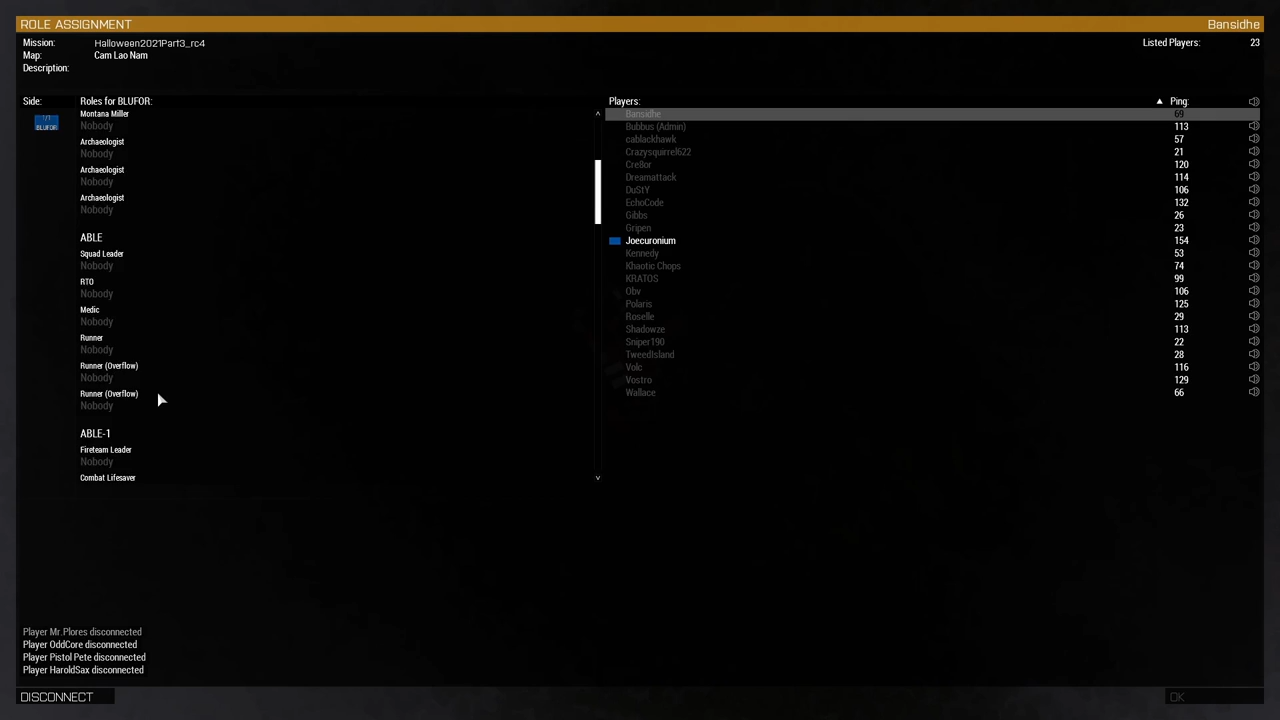 ROLE ASSIGNMENT Bansidhe
Mission: Halloween2021Part3_rc4 Listed Players: 23
Map: Cam Lao Nam
Description:
Side: Roles for BLUFOR: Players: Ping:
1/1
BLUFOR
Montana Miller
Nobody
Archaeologist
Nobody
Archaeologist
Nobody
Archaeologist
Nobody
ABLE
Squad Leader
Nobody
RTO
Nobody
Medic
Nobody
Runner
Nobody
Runner (Overflow)
Nobody
Runner (Overflow)
Nobody
ABLE-1
Fireteam Leader
Nobody
Combat Lifesaver
Bansidhe 69
Bubbus (Admin) 113
cablackhawk 57
Crazysquirrel622 21
Cre8or 120
Dreamattack 114
DuStY 106
EchoCode 132
Gibbs 26
Gripen 23
Joecuronium 154
Kennedy 53
Khaotic Chops 74
KRATOS 99
Obv 106
Polaris 125
Roselle 29
Shadowze 113
Sniper190 22
TweedIsland 28
Volc 116
Vostro 129
Wallace 66
Player Mr.Plores disconnected
Player OddCore disconnected
Player Pistol Pete disconnected
Player HaroldSax disconnected
DISCONNECT OK